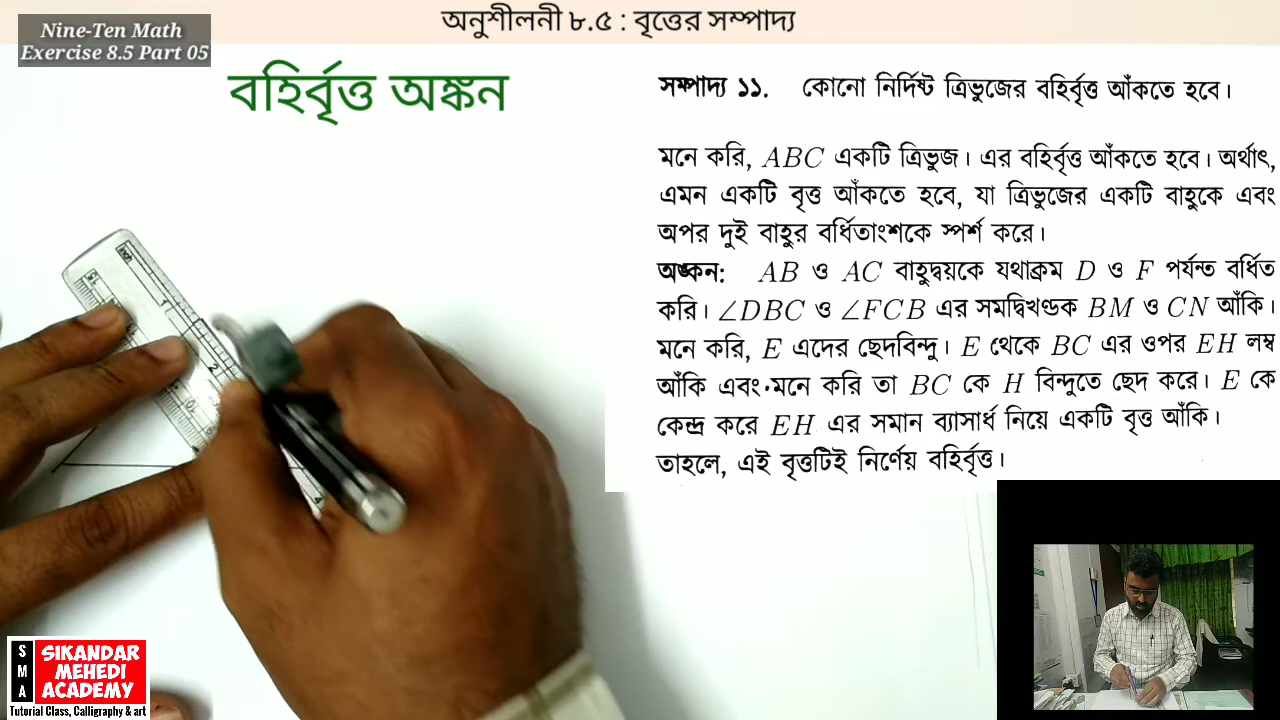 অনুশীলনী ৮.৫ : বৃত্তের সম্পাদ্য
Nine-Ten Math
Exercise 8.5 Part 05
বহির্বৃত্ত অঙ্কন
সম্পাদ্য ১১. কোনো নির্দিষ্ট ত্রিভুজের বহির্বৃত্ত আঁকতে হবে।
মনে করি, ABC একটি ত্রিভুজ। এর বহির্বৃত্ত আঁকতে হবে। অর্থাৎ,
এমন একটি বৃত্ত আঁকতে হবে, যা ত্রিভুজের একটি বাহুকে এবং
অপর দুই বাহুর বর্ধিতাংশকে স্পর্শ করে।
অঙ্কন: AB ও AC বাহুদ্বয়কে যথাক্রম D ও F পর্যন্ত বর্ধিত
করি। ∠DBC ও ∠FCB এর সমদ্বিখণ্ডক BM ও CN আঁকি।
মনে করি, E এদের ছেদবিন্দু। E থেকে BC এর ওপর EH লম্ব
আঁকি এবং মনে করি তা BC কে H বিন্দুতে ছেদ করে। E কে
কেন্দ্র করে EH এর সমান ব্যাসার্ধ নিয়ে একটি বৃত্ত আঁকি।
তাহলে, এই বৃত্তটিই নির্ণেয় বহির্বৃত্ত।
inch
1
2
4
S M A
SIKANDAR
MEHEDI
ACADEMY
Tutorial Class, Calligraphy & art